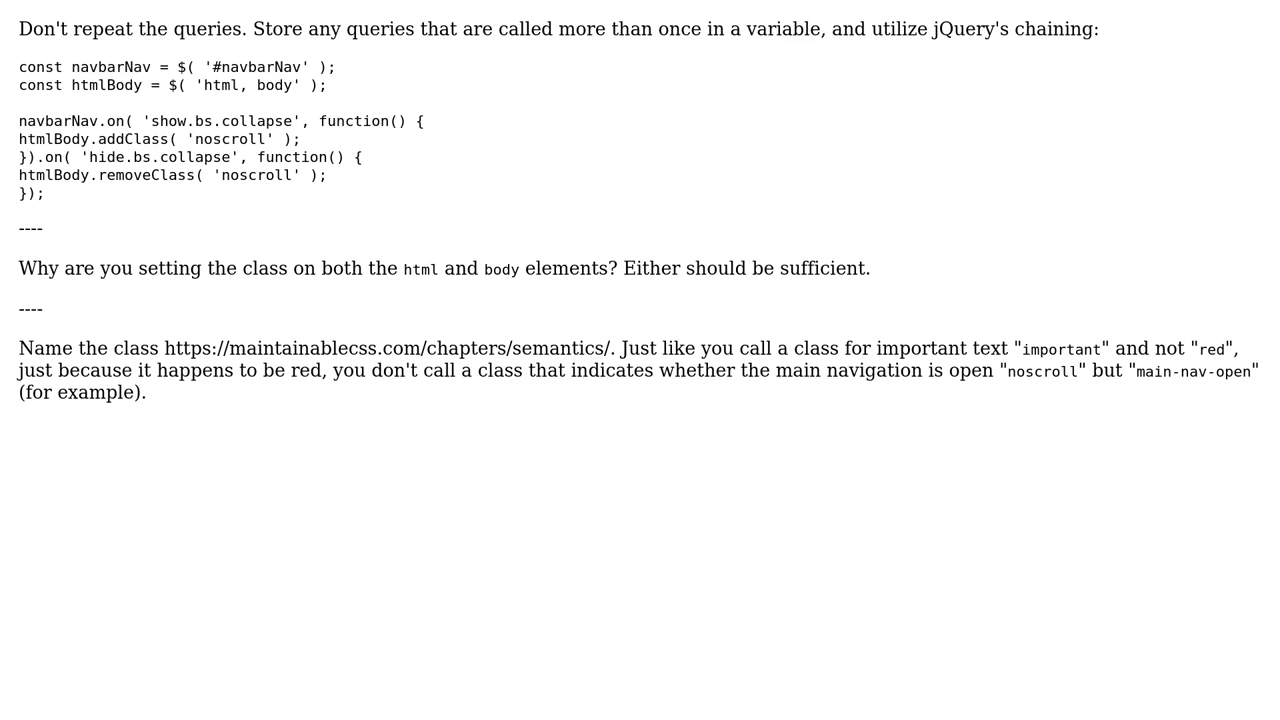 Don't repeat the queries. Store any queries that are called more than once in a variable, and utilize jQuery's chaining:
const navbarNav = $( '#navbarNav' );
const htmlBody = $( 'html, body' );
navbarNav.on( 'show.bs.collapse', function() {
htmlBody.addClass( 'noscroll' );
}).on( 'hide.bs.collapse', function() {
htmlBody.removeClass( 'noscroll' );
});
----
Why are you setting the class on both the html and body elements? Either should be sufficient.
----
Name the class https://maintainablecss.com/chapters/semantics/. Just like you call a class for important text "important" and not "red",
just because it happens to be red, you don't call a class that indicates whether the main navigation is open "noscroll" but "main-nav-open"
(for example).